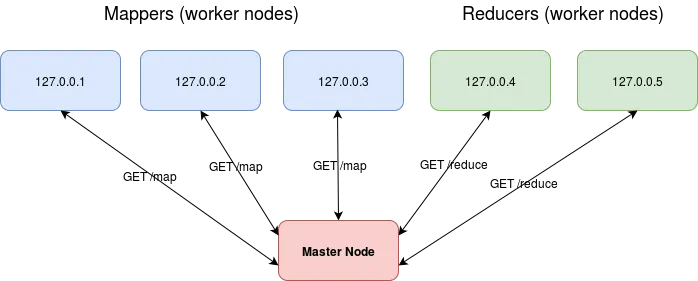 Mappers (worker nodes)
Reducers (worker nodes)
127.0.0.1
127.0.0.2
127.0.0.3
127.0.0.4
127.0.0.5
GET /map
GET /map
GET /map
GET /reduce
GET /reduce
Master Node